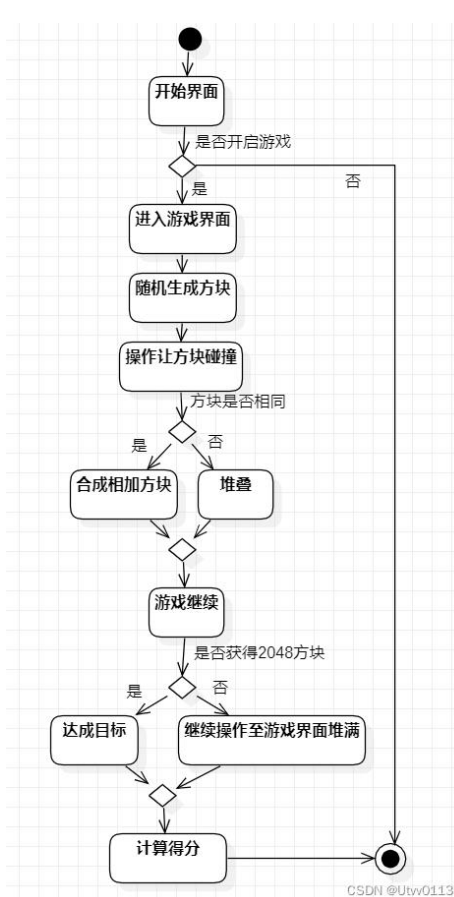 开始界面
是否开启游戏
否
是
进入游戏界面
随机生成方块
操作让方块碰撞
方块是否相同
是
否
合成相加方块
堆叠
游戏继续
是否获得2048方块
是
否
达成目标
继续操作至游戏界面堆满
计算得分
CSDN @Utvv0113